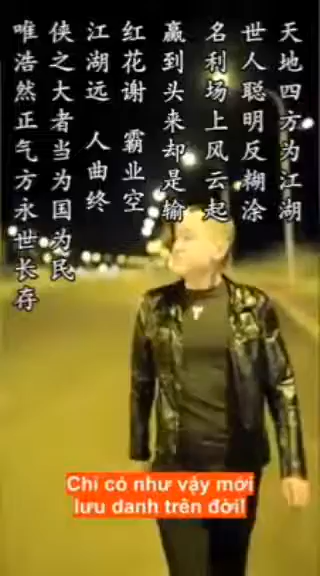 天地四方为江湖
世人聪明反糊涂
名利场上风云起
赢到头来却是输
红花谢 霸业空
江湖远 人曲终
侠之大者当为国为民
唯浩然正气方永世长存
Chỉ có như vậy mới
lưu danh trên đời!